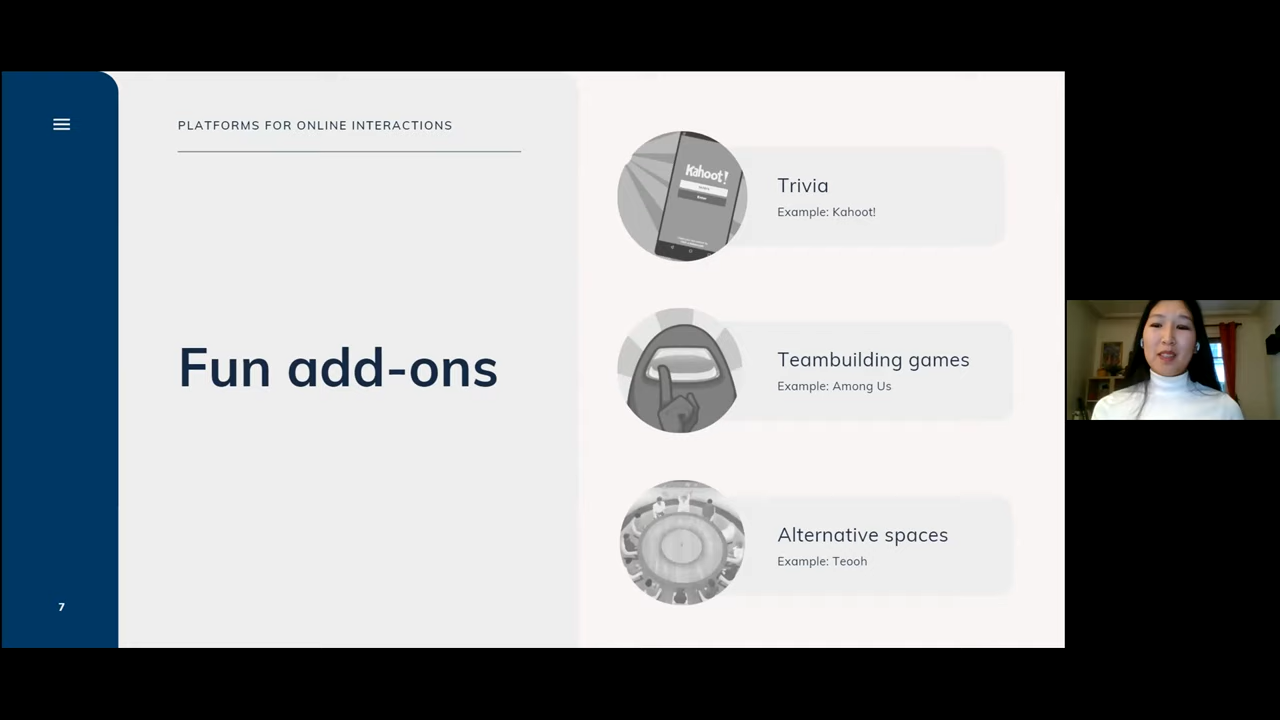 PLATFORMS FOR ONLINE INTERACTIONS
Fun add-ons
Kahoot!
Trivia
Example: Kahoot!
Teambuilding games
Example: Among Us
Alternative spaces
Example: Teooh
7